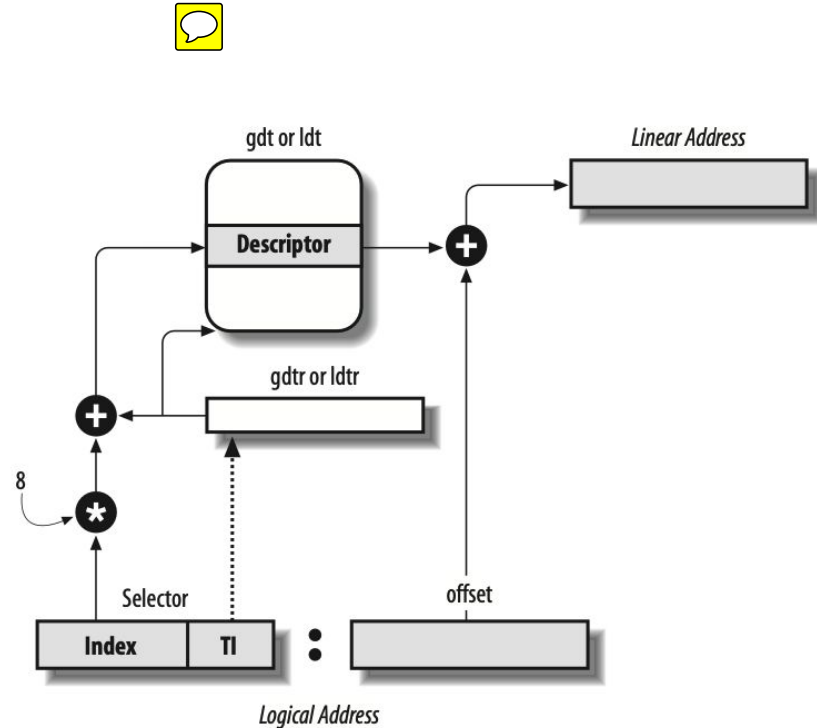 gdt or ldt
Linear Address
Descriptor
+
gdtr or ldtr
+
8
*
Selector
offset
Index
TI
:
Logical Address